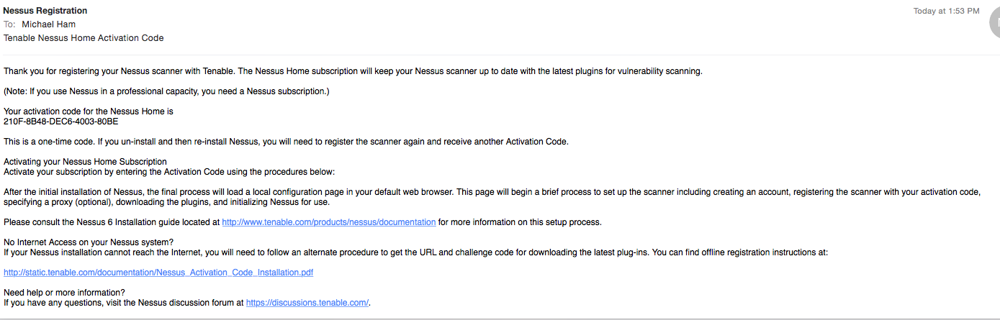 Nessus Registration
Today at 1:53 PM
To: Michael Ham
Tenable Nessus Home Activation Code
Thank you for registering your Nessus scanner with Tenable. The Nessus Home subscription will keep your Nessus scanner up to date with the latest plugins for vulnerability scanning.
(Note: If you use Nessus in a professional capacity, you need a Nessus subscription.)
Your activation code for the Nessus Home is
210F-8B48-DEC6-4003-80BE
This is a one-time code. If you un-install and then re-install Nessus, you will need to register the scanner again and receive another Activation Code.
Activating your Nessus Home Subscription
Activate your subscription by entering the Activation Code using the procedures below:
After the initial installation of Nessus, the final process will load a local configuration page in your default web browser. This page will begin a brief process to set up the scanner including creating an account, registering the scanner with your activation code,
specifying a proxy (optional), downloading the plugins, and initializing Nessus for use.
Please consult the Nessus 6 Installation guide located at http://www.tenable.com/products/nessus/documentation for more information on this setup process.
No Internet Access on your Nessus system?
If your Nessus installation cannot reach the Internet, you will need to follow an alternate procedure to get the URL and challenge code for downloading the latest plug-ins. You can find offline registration instructions at:
http://static.tenable.com/documentation/Nessus_Activation_Code_Installation.pdf
Need help or more information?
If you have any questions, visit the Nessus discussion forum at https://discussions.tenable.com/.